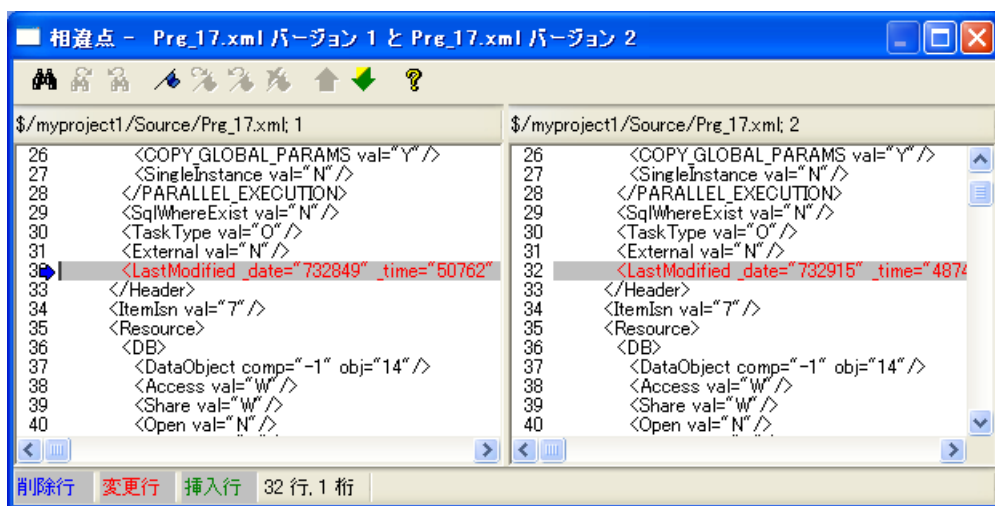 相違点 - Prg_17.xml バージョン 1 と Prg_17.xml バージョン 2
$/myproject1/Source/Prg_17.xml; 1
26 <COPY_GLOBAL_PARAMS val="Y"/>
27 <SingleInstance val="N"/>
28 </PARALLEL_EXECUTION>
29 <SqlWhereExist val="N"/>
30 <TaskType val="O"/>
31 <External val="N"/>
<LastModified _date="732849" _time="50762"
33 </Header>
34 <ItemIsn val="7"/>
35 <Resource>
36 <DB>
37 <DataObject comp="-1" obj="14"/>
38 <Access val="W"/>
39 <Share val="W"/>
40 <Open val="N"/>
$/myproject1/Source/Prg_17.xml; 2
26 <COPY_GLOBAL_PARAMS val="Y"/>
27 <SingleInstance val="N"/>
28 </PARALLEL_EXECUTION>
29 <SqlWhereExist val="N"/>
30 <TaskType val="O"/>
31 <External val="N"/>
32 <LastModified _date="732915" _time="4874
33 </Header>
34 <ItemIsn val="7"/>
35 <Resource>
36 <DB>
37 <DataObject comp="-1" obj="14"/>
38 <Access val="W"/>
39 <Share val="W"/>
40 <Open val="N"/>
削除行 変更行 挿入行 32 行, 1 桁